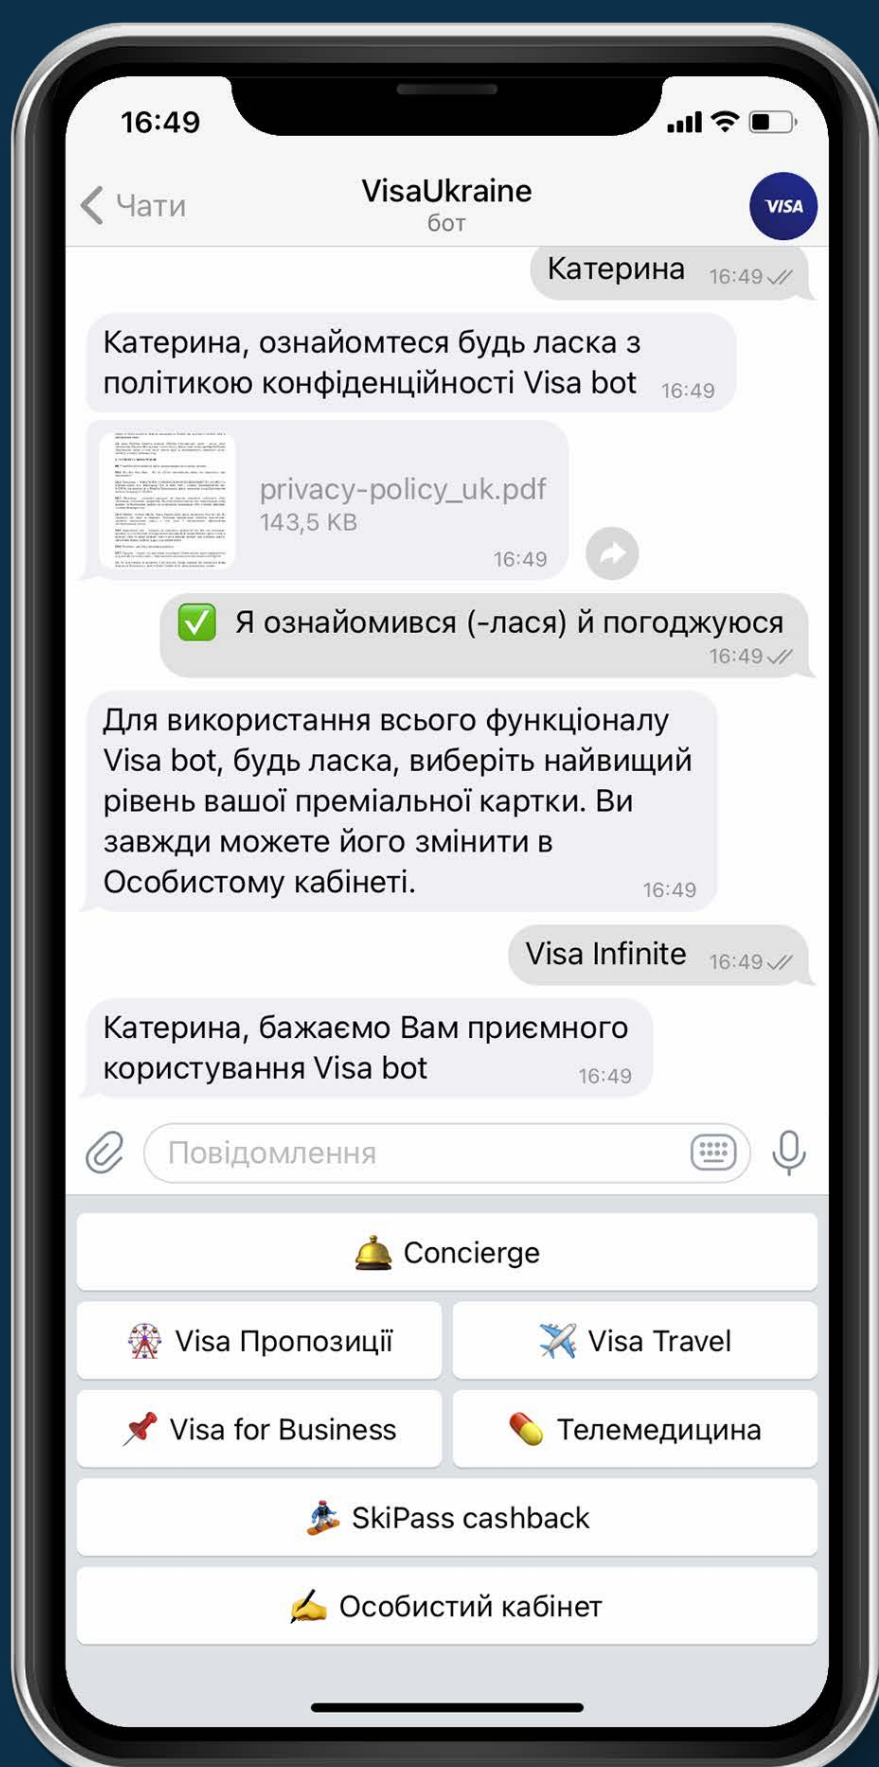 16:49
Чати
VisaUkraine
бот
VISA
Катерина 16:49
Катерина, ознайомтеся будь ласка з
політикою конфіденційності Visa bot 16:49
privacy-policy_uk.pdf
143,5 KB
16:49
Я ознайомився (-лася) й погоджуюся
16:49
Для використання всього функціоналу
Visa bot, будь ласка, виберіть найвищий
рівень вашої преміальної картки. Ви
завжди можете його змінити в
Особистому кабінеті. 16:49
Visa Infinite 16:49
Катерина, бажаємо Вам приємного
користування Visa bot 16:49
Повідомлення
Concierge
Visa Пропозиції
Visa Travel
Visa for Business
Телемедицина
SkiPass cashback
Особистий кабінет